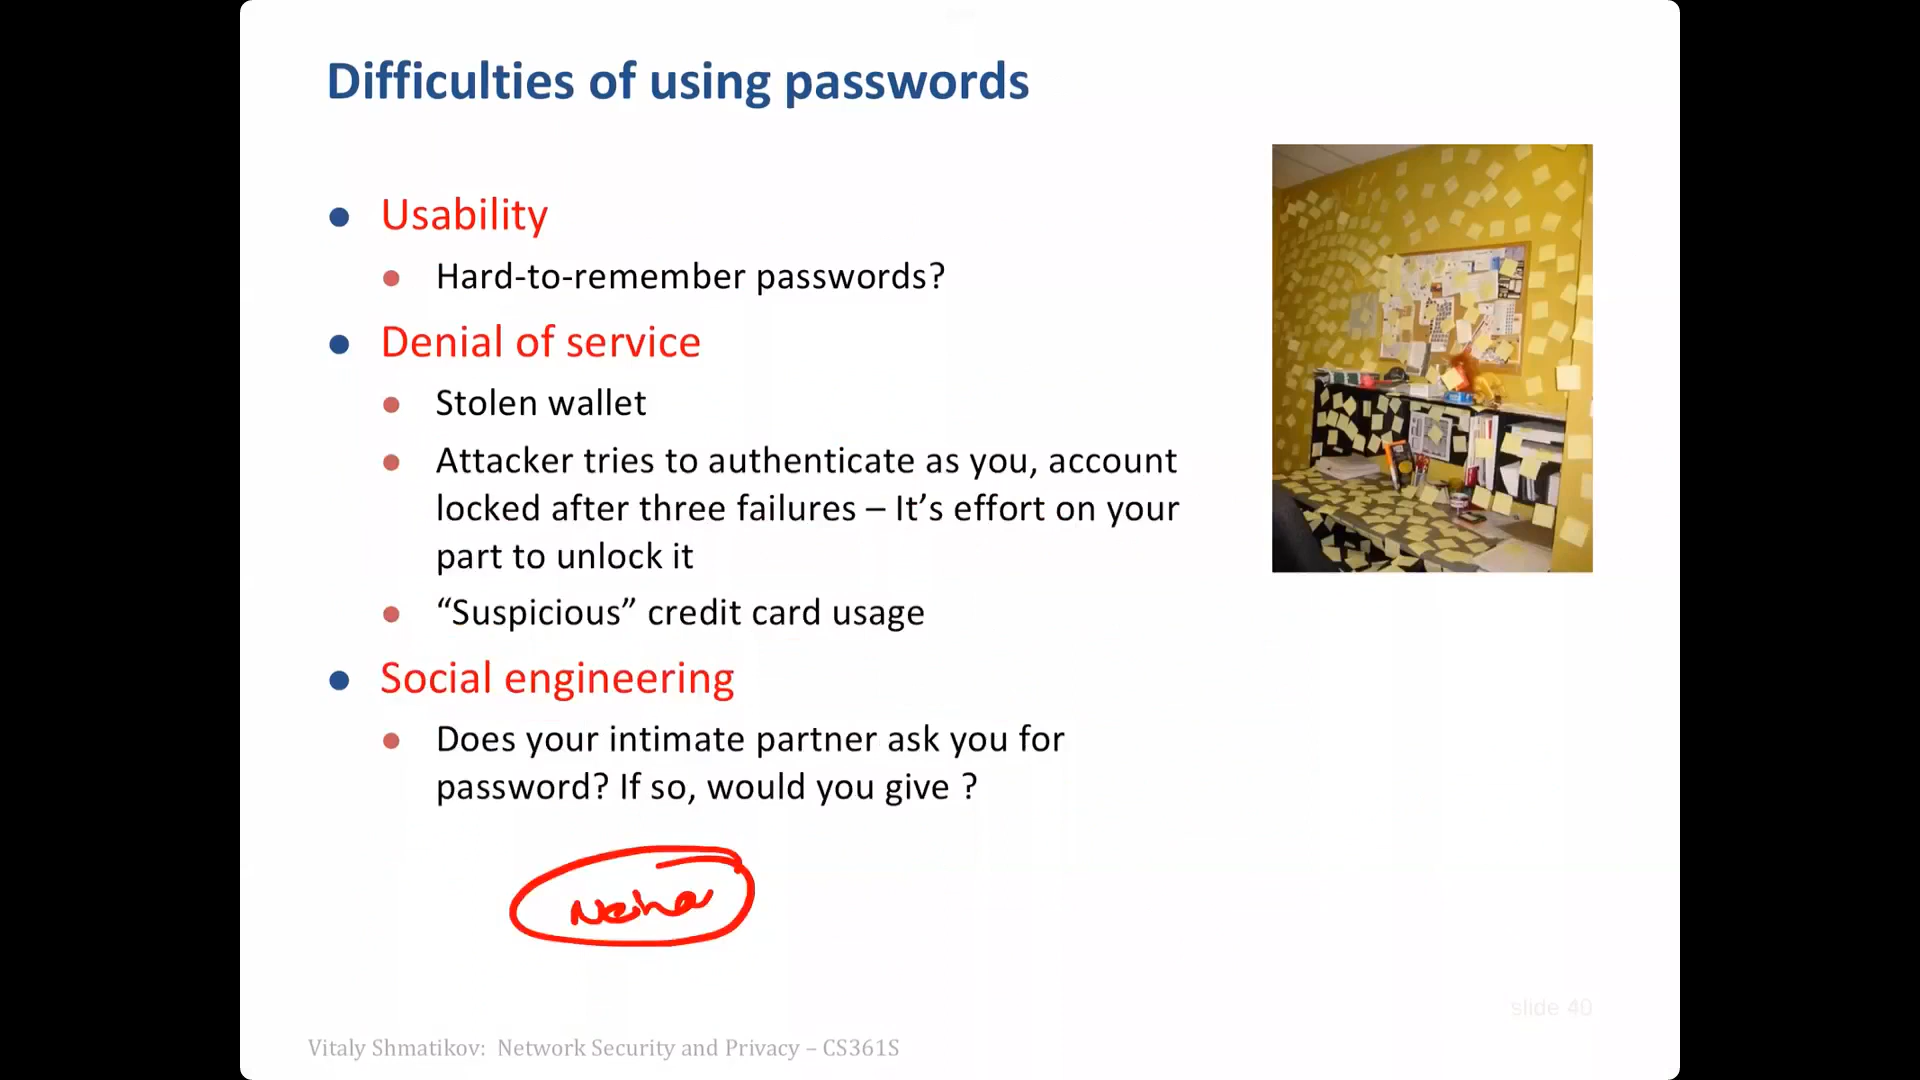 Difficulties of using passwords
Usability
Hard-to-remember passwords?
Denial of service
Stolen wallet
Attacker tries to authenticate as you, account
locked after three failures – It’s effort on your
part to unlock it
“Suspicious” credit card usage
Social engineering
Does your intimate partner ask you for
password? If so, would you give ?
Neha
slide 40
Vitaly Shmatikov: Network Security and Privacy – CS361S